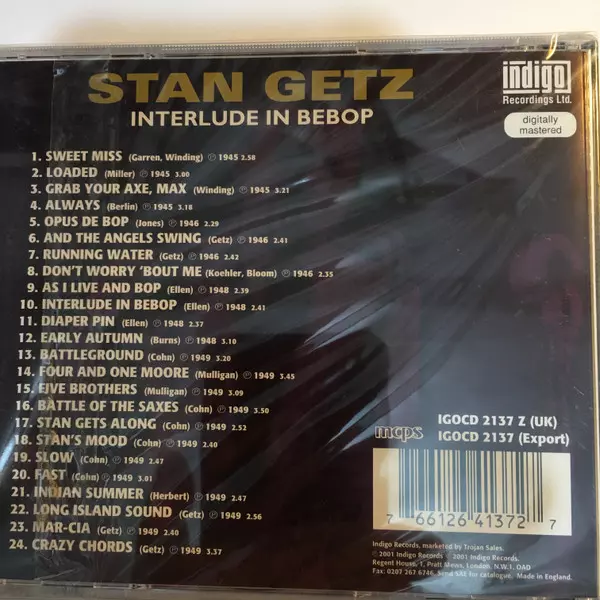 STAN GETZ
INTERLUDE IN BEBOP
indigo
Recordings Ltd.
digitally
mastered
1. SWEET MISS (Garren, Winding) ℗ 1945 2.58
2. LOADED (Miller) ℗ 1945 3.00
3. GRAB YOUR AXE, MAX (Winding) ℗ 1945 3.21
4. ALWAYS (Berlin) ℗ 1945 3.18
5. OPUS DE BOP (Jones) ℗ 1946 2.29
6. AND THE ANGELS SWING (Getz) ℗ 1946 2.41
7. RUNNING WATER (Getz) ℗ 1946 2.42
8. DON'T WORRY 'BOUT ME (Koehler, Bloom) ℗ 1946 2.35
9. AS I LIVE AND BOP (Ellen) ℗ 1948 2.39
10. INTERLUDE IN BEBOP (Ellen) ℗ 1948 2.41
11. DIAPER PIN (Ellen) ℗ 1948 2.37
12. EARLY AUTUMN (Burns) ℗ 1948 3.10
13. BATTLEGROUND (Cohn) ℗ 1949 3.20
14. FOUR AND ONE MOORE (Mulligan) ℗ 1949 3.45
15. FIVE BROTHERS (Mulligan) ℗ 1949 3.09
16. BATTLE OF THE SAXES (Cohn) ℗ 1949 3.50
17. STAN GETS ALONG (Cohn) ℗ 1949 2.52
18. STAN'S MOOD (Cohn) ℗ 1949 2.40
19. SLOW (Cohn) ℗ 1949 2.47
20. FAST (Cohn) ℗ 1949 3.01
21. INDIAN SUMMER (Herbert) ℗ 1949 2.47
22. LONG ISLAND SOUND (Getz) ℗ 1949 2.56
23. MAR-CIA (Getz) ℗ 1949 2.40
24. CRAZY CHORDS (Getz) ℗ 1949 3.37
mcps
IGOCD 2137 Z (UK)
IGOCD 2137 (Export)
7 66126 41372 7
Indigo Records, marketed by Trojan Sales.
℗ 2001 Indigo Records © 2001 Indigo Records.
Regent House, 1, Pratt Mews, London. N.W.1. OAD
Fax: 0207 267 6746. Send SAE for catalogue. Made in England.